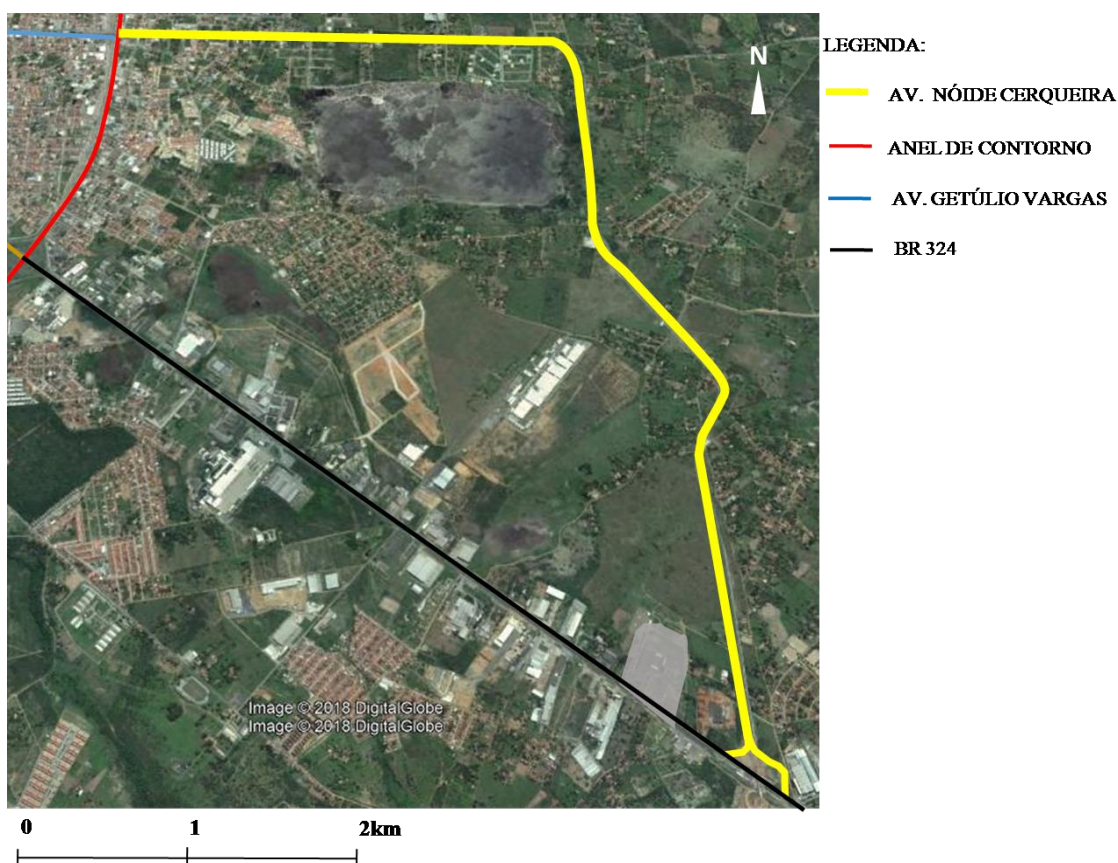 LEGENDA:
N
AV. NÓIDE CERQUEIRA
ANEL DE CONTORNO
AV. GETÚLIO VARGAS
BR 324
Image © 2018 DigitalGlobe
Image © 2018 DigitalGlobe
0 1 2km